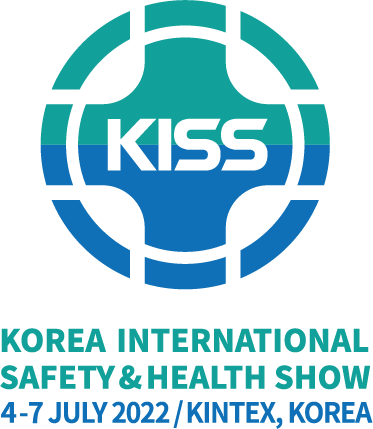 KISS
KOREA INTERNATIONAL
SAFETY & HEALTH SHOW
4-7 JULY 2022 / KINTEX, KOREA